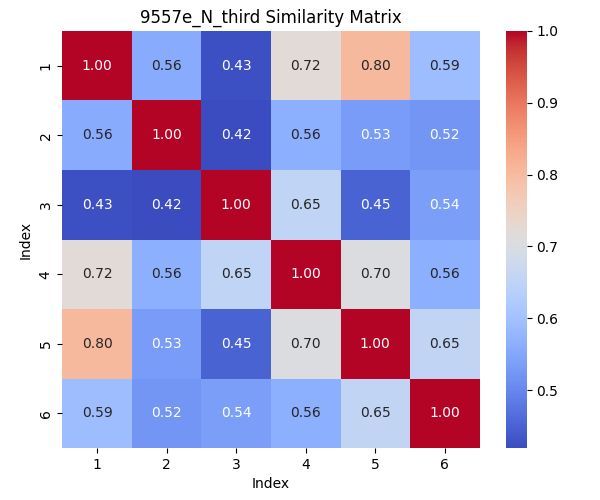 9557e_N_third Similarity Matrix
Index
1 1.00 0.56 0.43 0.72 0.80 0.59
2 0.56 1.00 0.42 0.56 0.53 0.52
3 0.43 0.42 1.00 0.65 0.45 0.54
4 0.72 0.56 0.65 1.00 0.70 0.56
5 0.80 0.53 0.45 0.70 1.00 0.65
6 0.59 0.52 0.54 0.56 0.65 1.00
1 2 3 4 5 6
Index
1.0
0.9
0.8
0.7
0.6
0.5